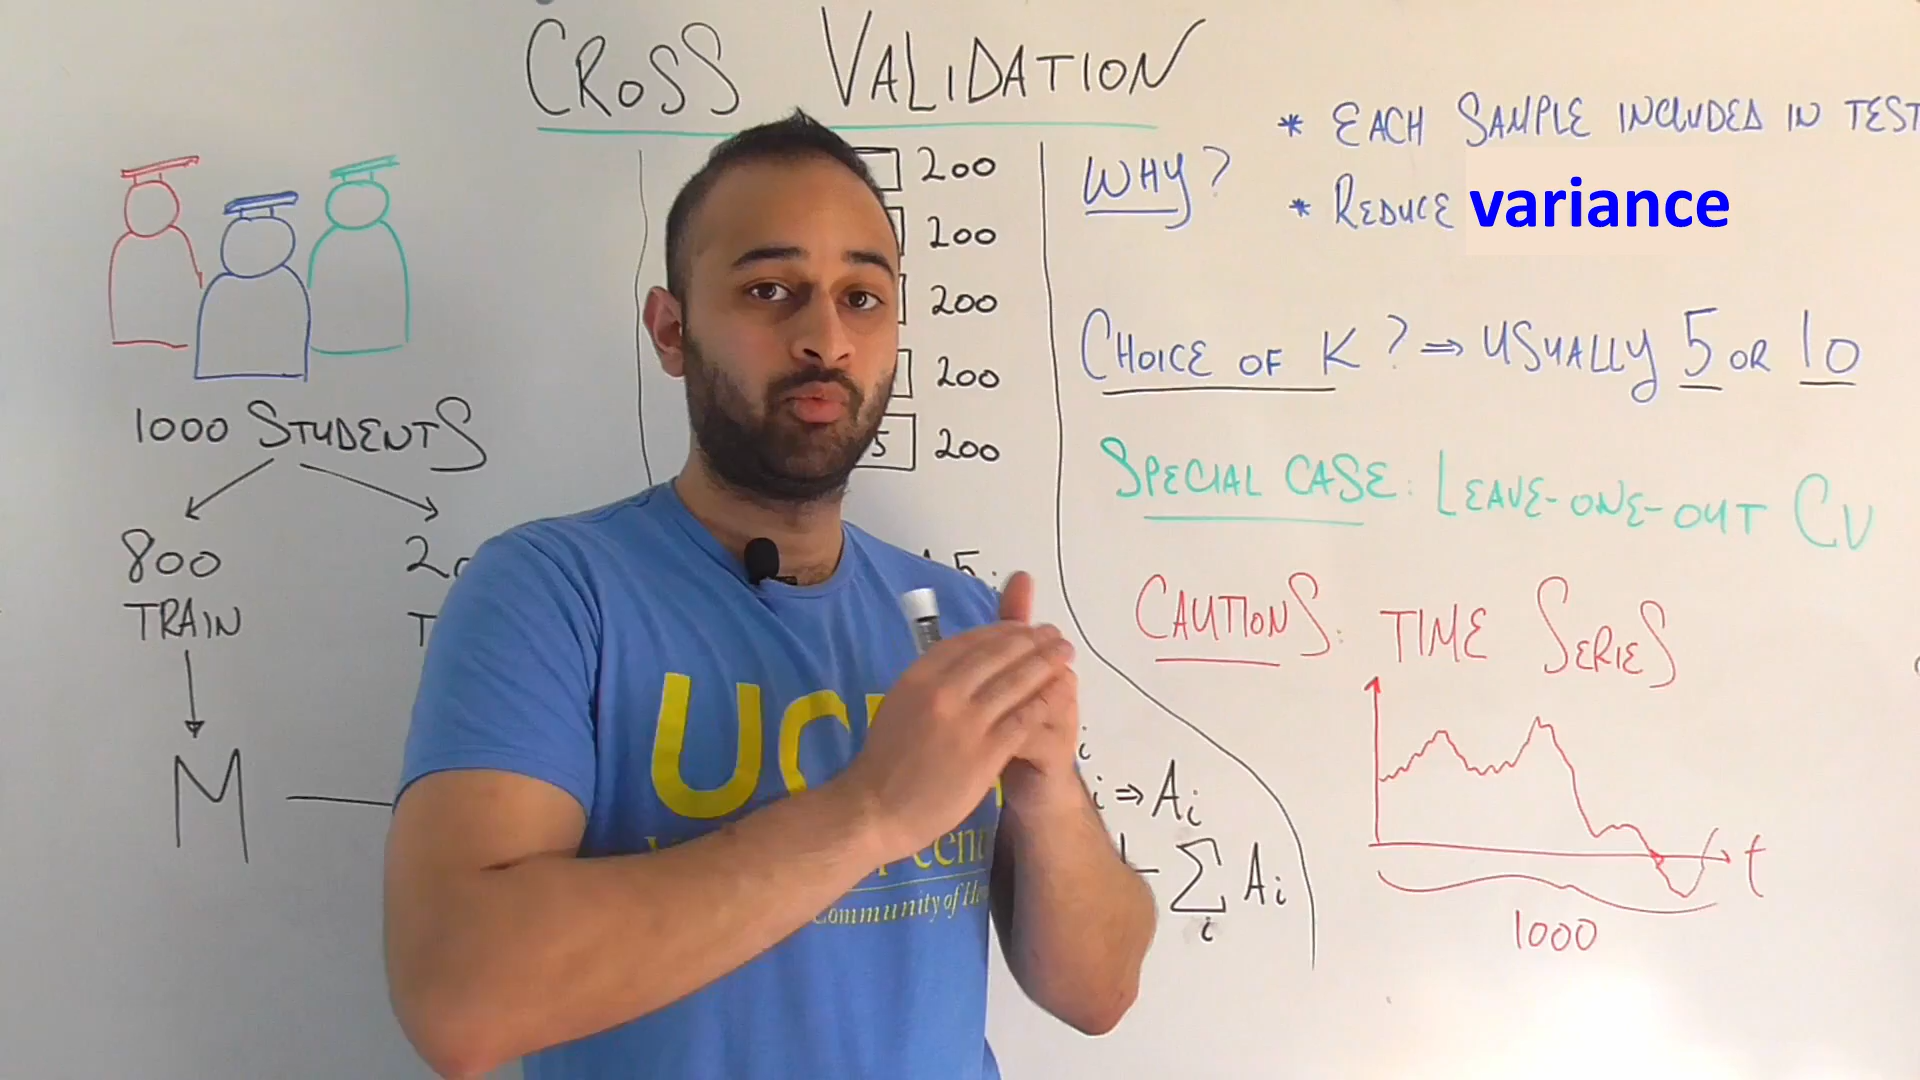 CROSS VALIDATION
1000 STUDENTS
800
TRAIN
M
200
200
200
200
5 200
5:
i
i ⇒ Ai
∑ Ai
i
WHY?
* EACH SAMPLE INCLUDED IN TEST
* REDUCE variance
CHOICE OF K? ⇒ USUALLY 5 OR 10
SPECIAL CASE: LEAVE-ONE-OUT CV
CAUTIONS: TIME SERIES
t
1000
Community of